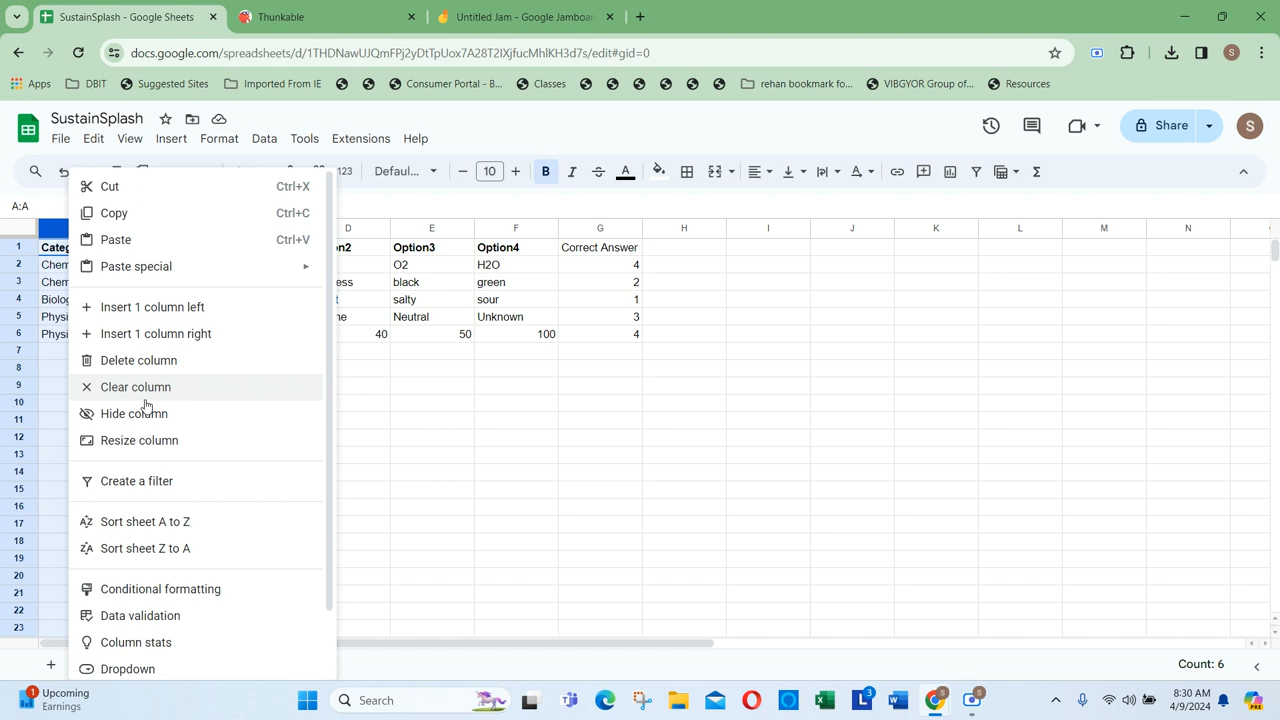 SustainSplash - Google Sheets
Thunkable
Untitled Jam - Google Jamboar
docs.google.com/spreadsheets/d/1THDNawUJQmFPj2yDtTpUox7A28T2IXjfucMhlKH3d7s/edit#gid=0
S
Apps DBIT Suggested Sites Imported From IE Consumer Portal - B... Classes rehan bookmark fo... VIBGYOR Group of... Resources
SustainSplash
File Edit View Insert Format Data Tools Extensions Help
Share
S
123 Defaul... 10 B I A
A:A
D E F G H I J K L M N
1 Categ n2 Option3 Option4 Correct Answer
2 Chem O2 H2O 4
3 Chem ess black green 2
4 Biolog t salty sour 1
5 Physi ne Neutral Unknown 3
6 Physi 40 50 100 4
7
8
9
10
11
12
13
14
15
16
17
18
19
20
21
22
23
Cut Ctrl+X
Copy Ctrl+C
Paste Ctrl+V
Paste special
Insert 1 column left
Insert 1 column right
Delete column
Clear column
Hide column
Resize column
Create a filter
Sort sheet A to Z
Sort sheet Z to A
Conditional formatting
Data validation
Column stats
Dropdown
Count: 6
1 Upcoming
Earnings
Search
L 3
8:30 AM
4/9/2024